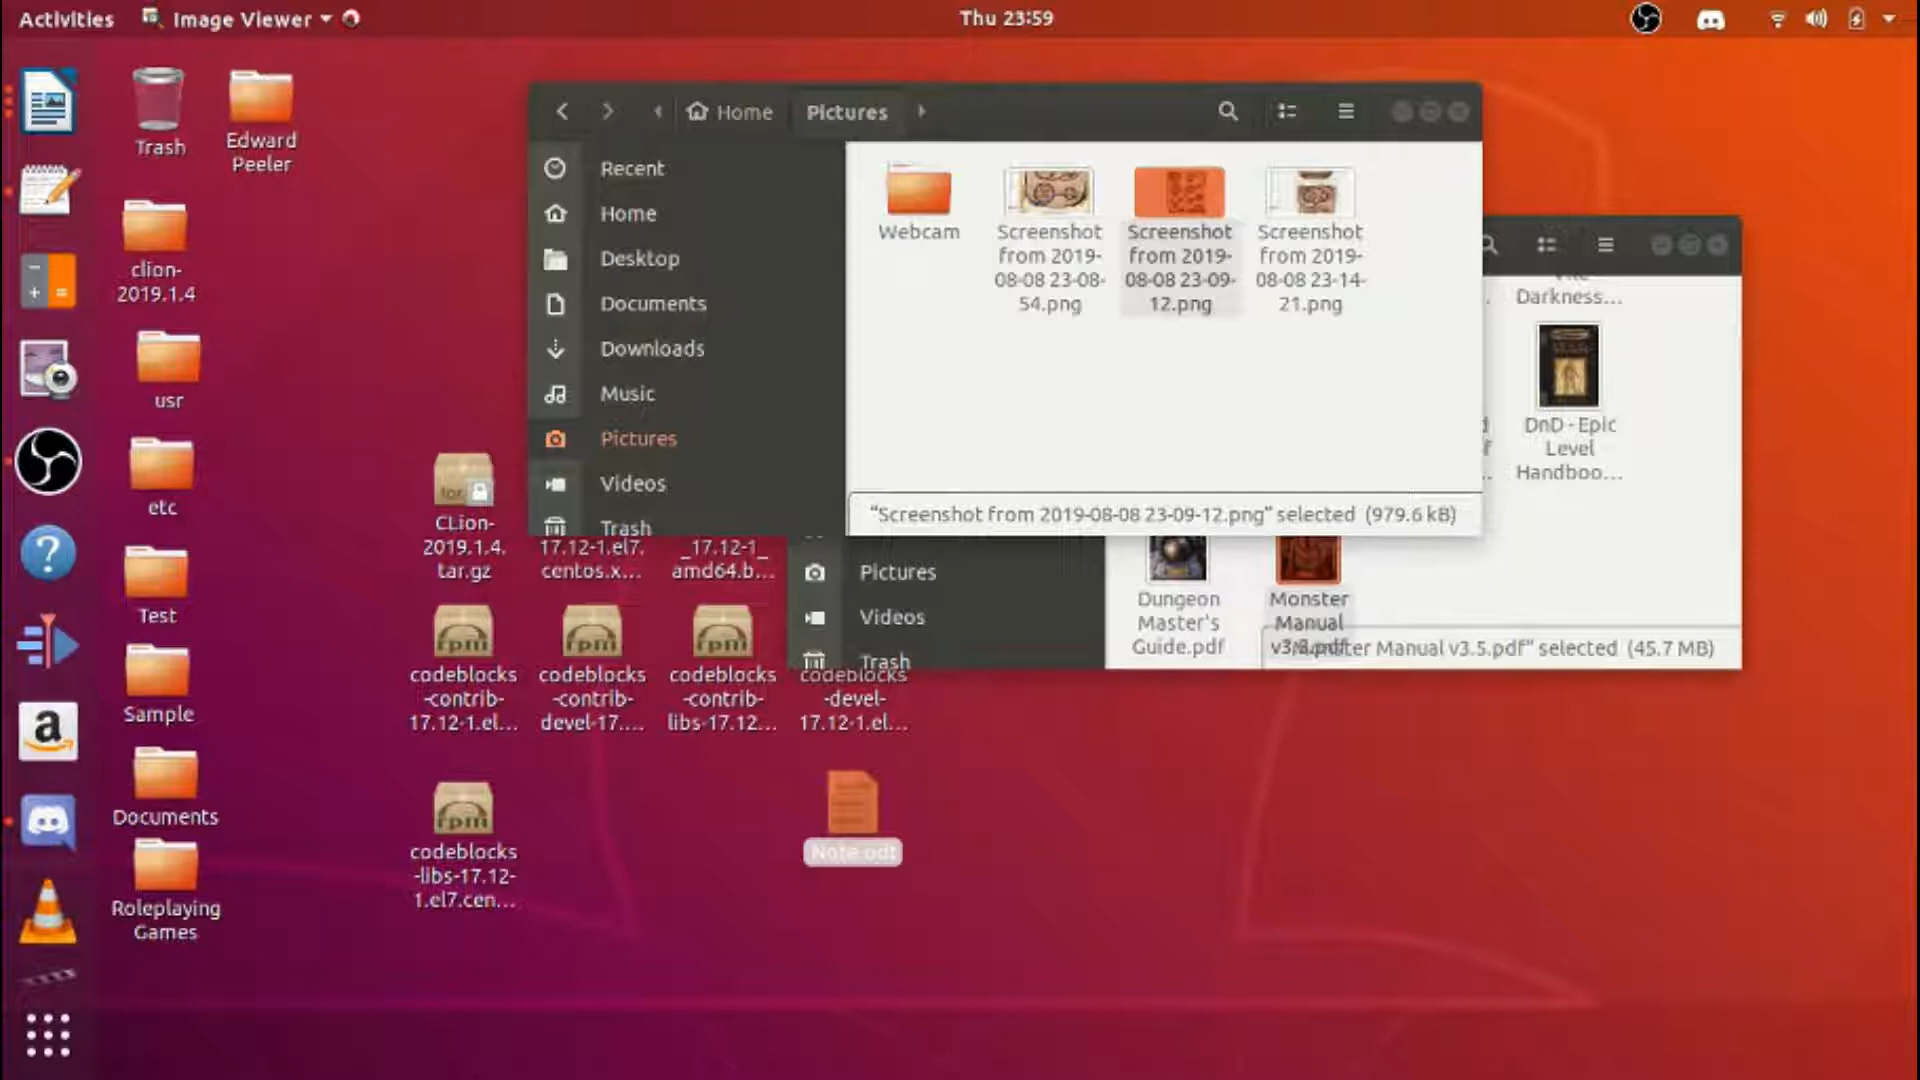 Activities
Image Viewer
Thu 23:59
Trash
Edward
Peeler
clion-
2019.1.4
usr
etc
Test
Sample
Documents
Roleplaying
Games
Home
Pictures
Recent
Home
Desktop
Documents
Downloads
Music
Pictures
Videos
Trash
Webcam
Screenshot
from 2019-
08-08 23-08-
54.png
Screenshot
from 2019-
08-08 23-09-
12.png
Screenshot
from 2019-
08-08 23-14-
21.png
"Screenshot from 2019-08-08 23-09-12.png" selected (979.6 kB)
Darkness...
DnD - Epic
Level
Handboo...
Pictures
Videos
Trash
Dungeon
Master's
Guide.pdf
Monster
Manual
v3.5.pdf
Manual v3.5.pdf" selected (45.7 MB)
CLion-
2019.1.4.
tar.gz
17.12-1.el7.
centos.x...
_17.12-1_
amd64.b...
rpm
codeblocks
-contrib-
17.12-1.el...
rpm
codeblocks
-contrib-
devel-17....
rpm
codeblocks
-contrib-
libs-17.12...
codeblocks
-devel-
17.12-1.el...
rpm
codeblocks
-libs-17.12-
1.el7.cen...
Note.odt